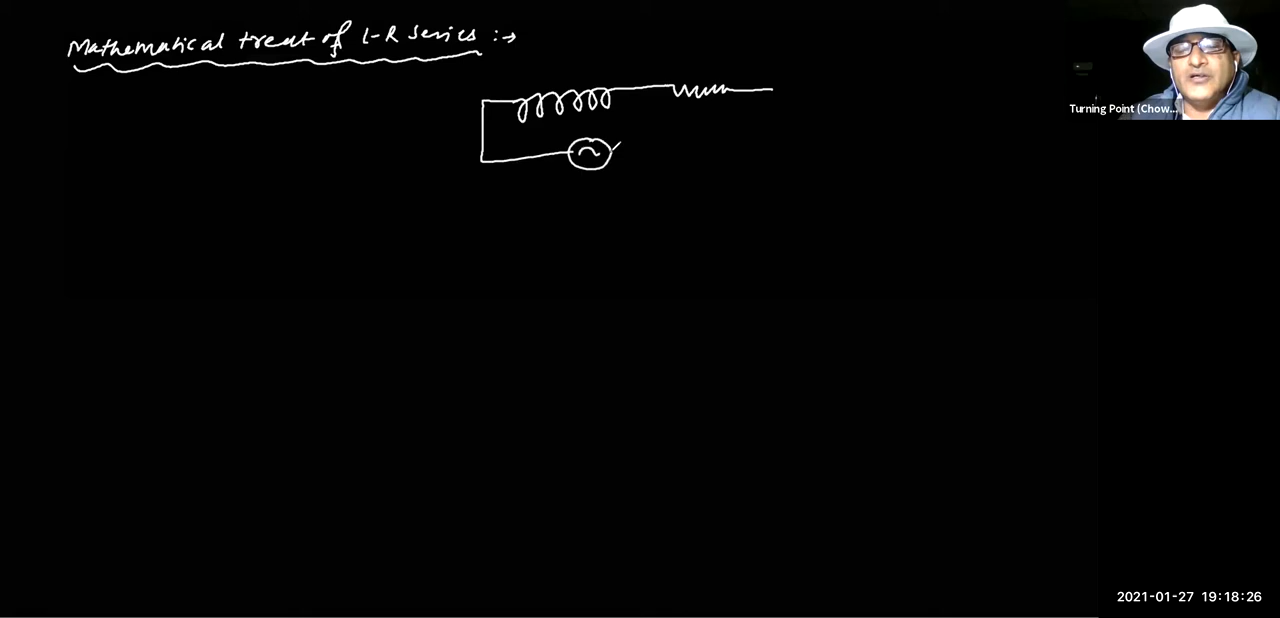 Mathematical treat of L-R series :→
Turning Point (Chow...
2021-01-27 19:18:26